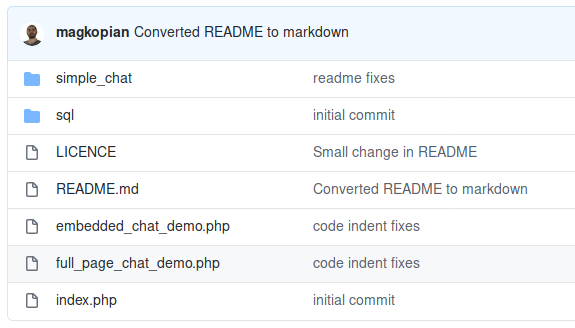 magkopian Converted README to markdown
simple_chat readme fixes
sql initial commit
LICENCE Small change in README
README.md Converted README to markdown
embedded_chat_demo.php code indent fixes
full_page_chat_demo.php code indent fixes
index.php initial commit